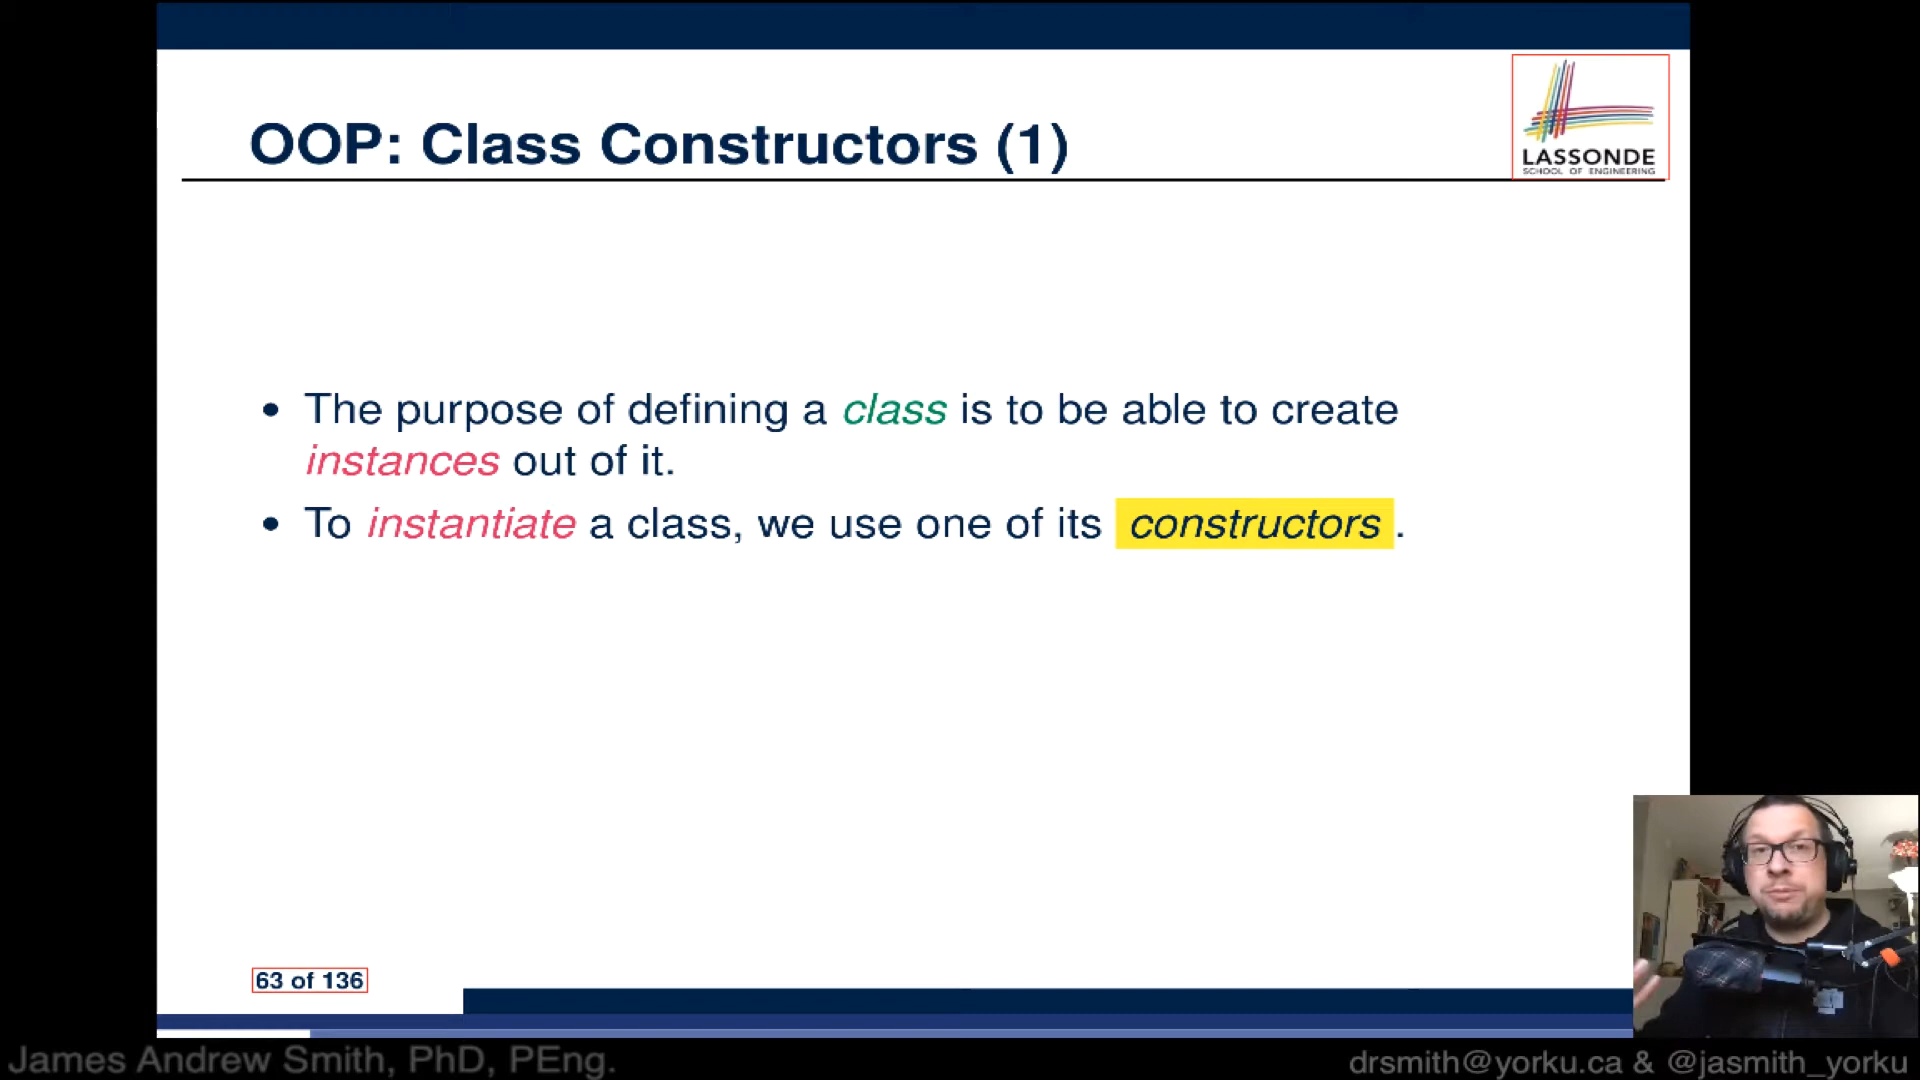 OOP: Class Constructors (1)
LASSONDE
SCHOOL OF ENGINEERING
• The purpose of defining a class is to be able to create
instances out of it.
• To instantiate a class, we use one of its constructors.
63 of 136
James Andrew Smith, PhD, PEng.
drsmith@yorku.ca & @jasmith_yorku